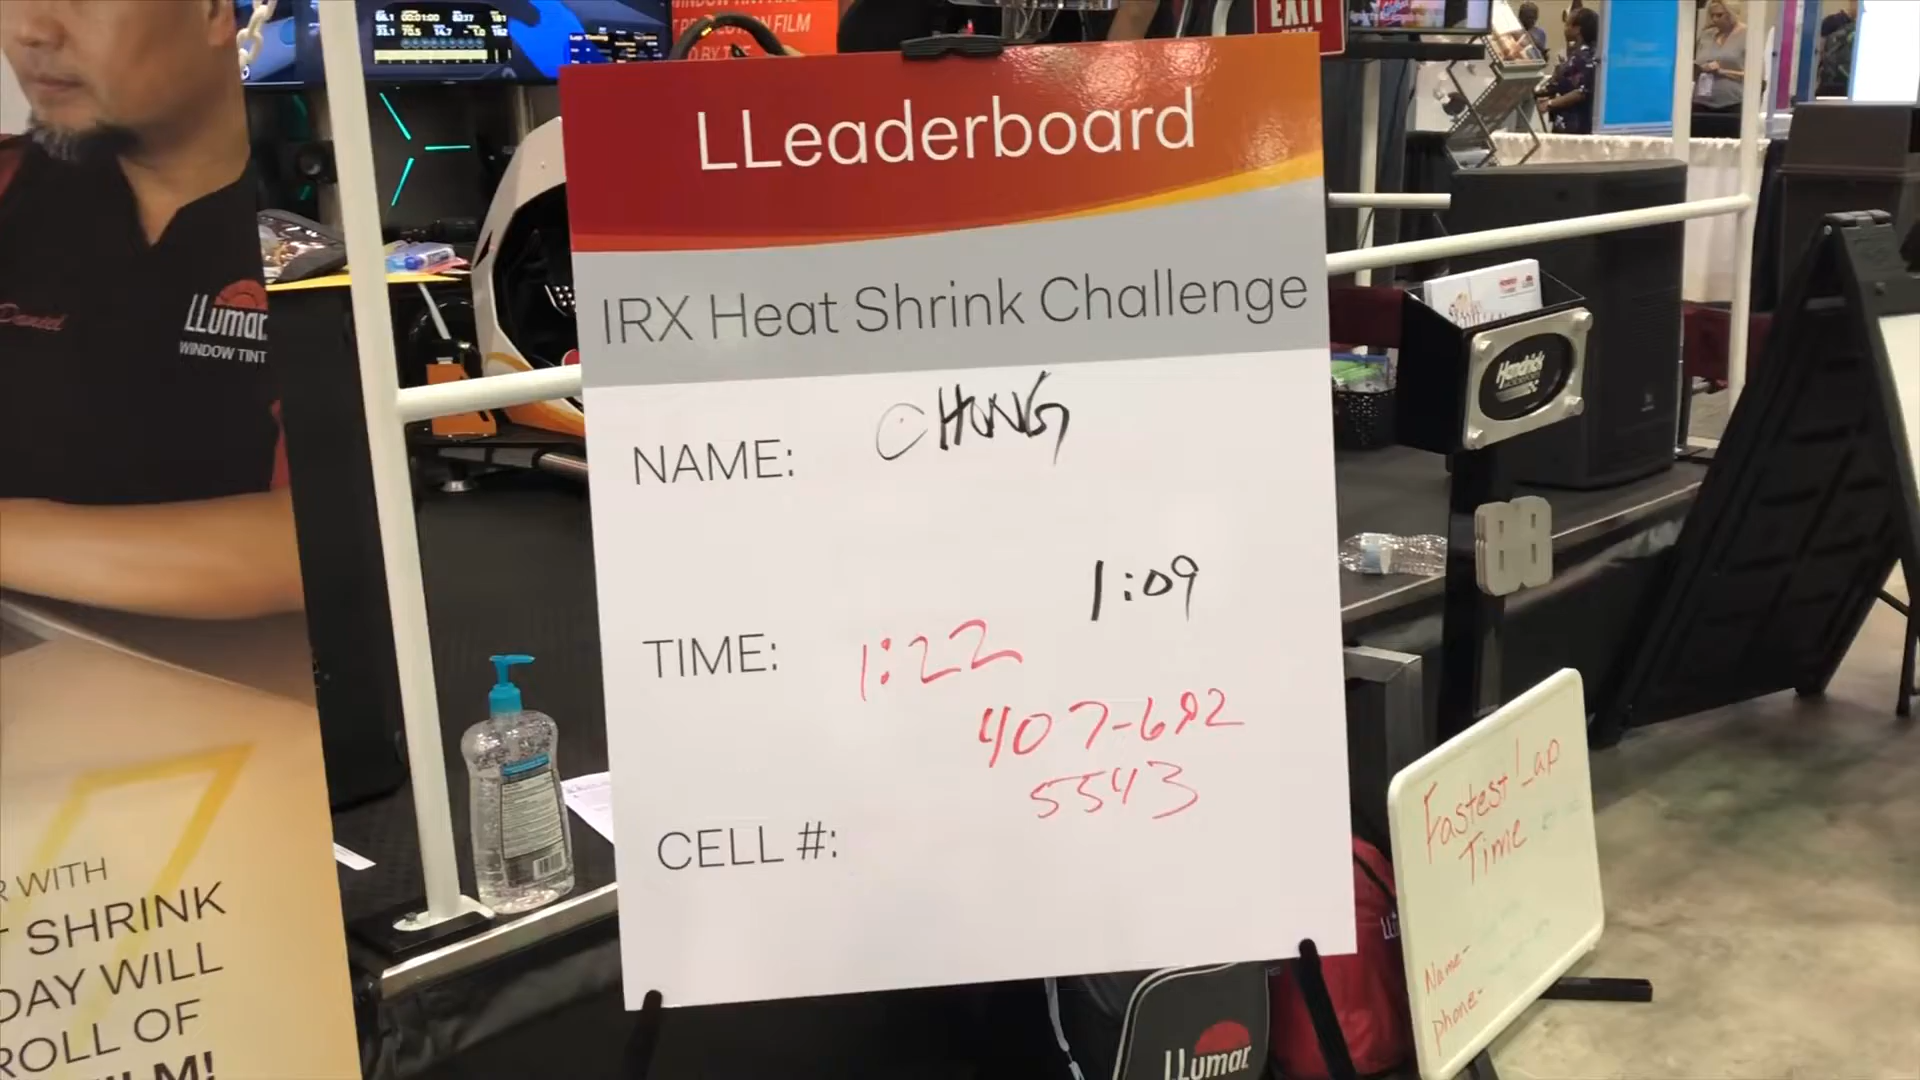 LLeaderboard
IRX Heat Shrink Challenge
NAME: CHUNG
1:09
TIME: 1:22
407-692
5543
CELL #:
LLumar
WINDOW TINT
WITH
SHRINK
DAY WILL
ROLL OF
EXIT
Hendrick
Fastest Lap
Time
Name-
phone-
LLumar